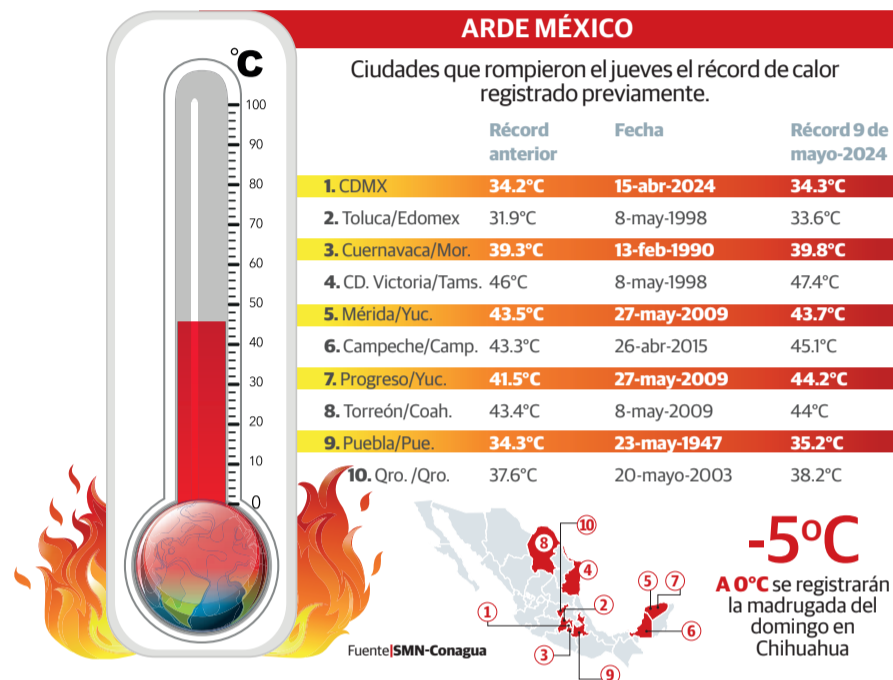 ARDE MÉXICO
Ciudades que rompieron el jueves el récord de calor
registrado previamente.
Récord anterior Fecha Récord 9 de mayo-2024
1. CDMX 34.2°C 15-abr-2024 34.3°C
2. Toluca/Edomex 31.9°C 8-may-1998 33.6°C
3. Cuernavaca/Mor. 39.3°C 13-feb-1990 39.8°C
4. CD. Victoria/Tams. 46°C 8-may-1998 47.4°C
5. Mérida/Yuc. 43.5°C 27-may-2009 43.7°C
6. Campeche/Camp. 43.3°C 26-abr-2015 45.1°C
7. Progreso/Yuc. 41.5°C 27-may-2009 44.2°C
8. Torreón/Coah. 43.4°C 8-may-2009 44°C
9. Puebla/Pue. 34.3°C 23-may-1947 35.2°C
10. Qro. /Qro. 37.6°C 20-mayo-2003 38.2°C
°C
100
90
80
70
60
50
40
30
20
10
0
10
8
4
5
7
1
2
6
3
9
Fuente|SMN-Conagua
-5°C
A 0°C se registrarán
la madrugada del
domingo en
Chihuahua